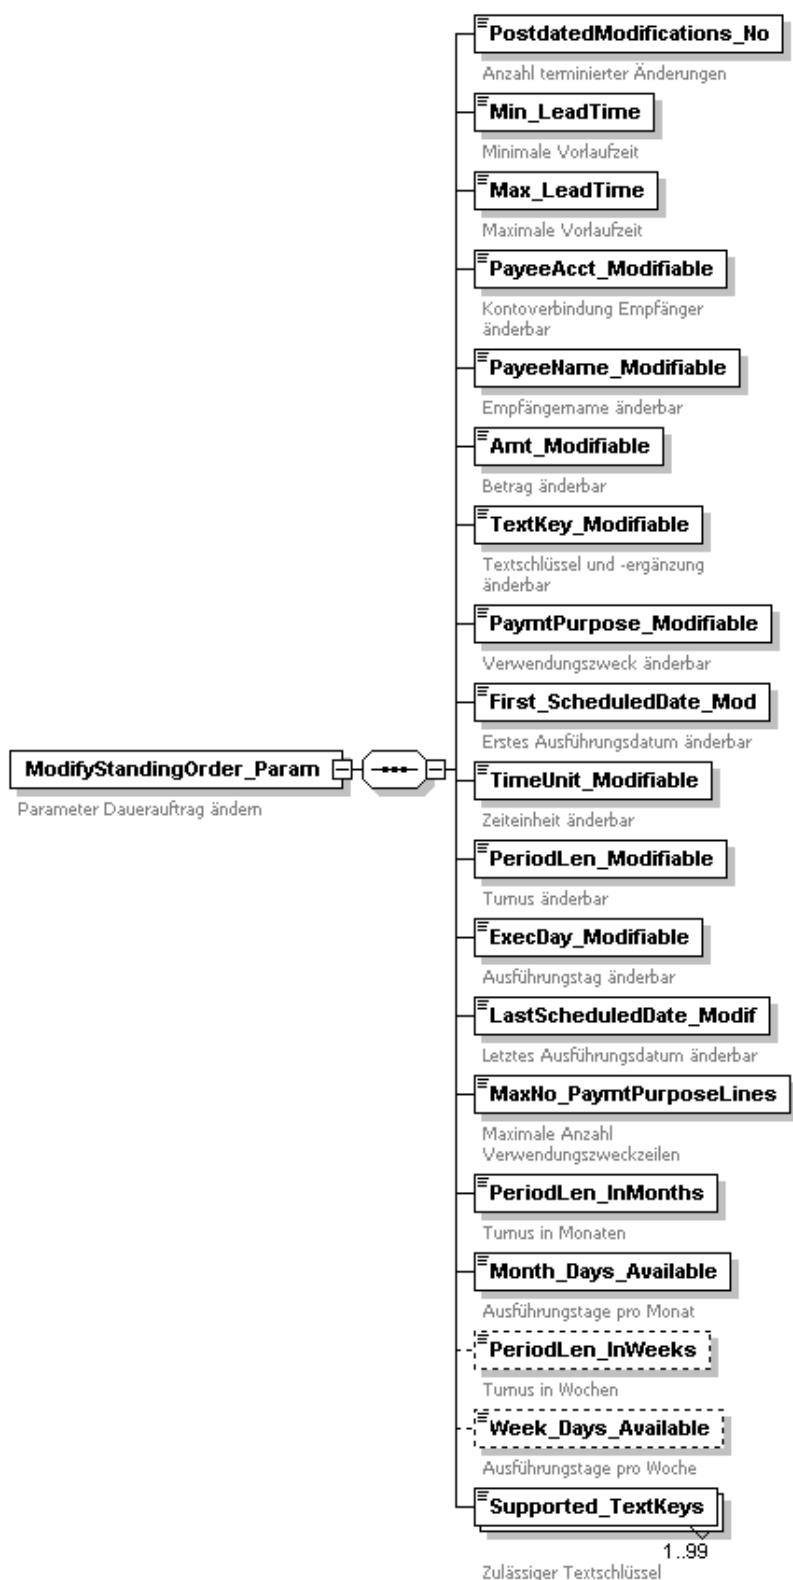 PostdatedModifications_No
Anzahl terminierter Änderungen
Min_LeadTime
Minimale Vorlaufzeit
Max_LeadTime
Maximale Vorlaufzeit
PayeeAcct_Modifiable
Kontoverbindung Empfänger
änderbar
PayeeName_Modifiable
Empfängername änderbar
Amt_Modifiable
Betrag änderbar
TextKey_Modifiable
Textschlüssel und -ergänzung
änderbar
PaymtPurpose_Modifiable
Verwendungszweck änderbar
First_ScheduledDate_Mod
Erstes Ausführungsdatum änderbar
ModifyStandingOrder_Param
Parameter Dauerauftrag ändern
TimeUnit_Modifiable
Zeiteinheit änderbar
PeriodLen_Modifiable
Turnus änderbar
ExecDay_Modifiable
Ausführungstag änderbar
LastScheduledDate_Modif
Letztes Ausführungsdatum änderbar
MaxNo_PaymtPurposeLines
Maximale Anzahl
Verwendungszweckzeilen
PeriodLen_InMonths
Turnus in Monaten
Month_Days_Available
Ausführungstage pro Monat
PeriodLen_InWeeks
Turnus in Wochen
Week_Days_Available
Ausführungstage pro Woche
Supported_TextKeys
1..99
Zulässiger Textschlüssel